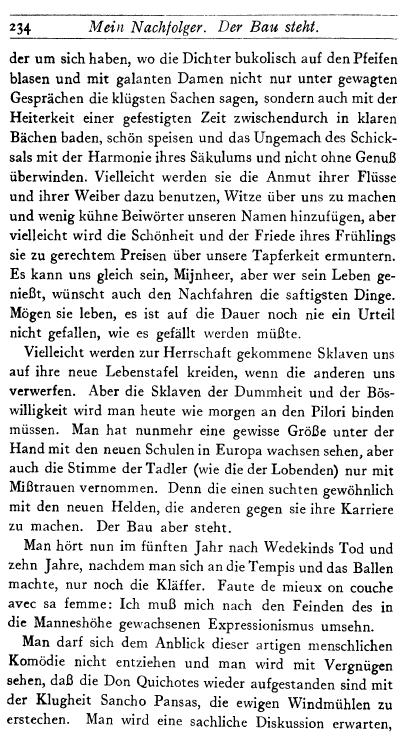 234 Mein Nachfolger. Der Bau steht.
der um sich haben, wo die Dichter bukolisch auf den Pfeifen
blasen und mit galanten Damen nicht nur unter gewagten
Gesprächen die klügsten Sachen sagen, sondern auch mit der
Heiterkeit einer gefestigten Zeit zwischendurch in klaren
Bächen baden, schön speisen und das Ungemach des Schick-
sals mit der Harmonie ihres Säkulums und nicht ohne Genuß
überwinden. Vielleicht werden sie die Anmut ihrer Flüsse
und ihrer Weiber dazu benutzen, Witze über uns zu machen
und wenig kühne Beiwörter unseren Namen hinzufügen, aber
vielleicht wird die Schönheit und der Friede ihres Frühlings
sie zu gerechtem Preisen über unsere Tapferkeit ermuntern.
Es kann uns gleich sein, Mijnheer, aber wer sein Leben ge-
nießt, wünscht auch den Nachfahren die saftigsten Dinge.
Mögen sie leben, es ist auf die Dauer noch nie ein Urteil
nicht gefallen, wie es gefällt werden müßte.
Vielleicht werden zur Herrschaft gekommene Sklaven uns
auf ihre neue Lebenstafel kreiden, wenn die anderen uns
verwerfen. Aber die Sklaven der Dummheit und der Bös-
willigkeit wird man heute wie morgen an den Pilori binden
müssen. Man hat nunmehr eine gewisse Größe unter der
Hand mit den neuen Schulen in Europa wachsen sehen, aber
auch die Stimme der Tadler (wie die der Lobenden) nur mit
Mißtrauen vernommen. Denn die einen suchten gewöhnlich
mit den neuen Helden, die anderen gegen sie ihre Karriere
zu machen. Der Bau aber steht.
Man hört nun im fünften Jahr nach Wedekinds Tod und
zehn Jahre, nachdem man sich an die Tempis und das Ballen
machte, nur noch die Kläffer. Faute de mieux on couche
avec sa femme: Ich muß mich nach den Feinden des in
die Manneshöhe gewachsenen Expressionismus umsehn.
Man darf sich dem Anblick dieser artigen menschlichen
Komödie nicht entziehen und man wird mit Vergnügen
sehen, daß die Don Quichotes wieder aufgestanden sind mit
der Klugheit Sancho Pansas, die ewigen Windmühlen zu
erstechen. Man wird eine sachliche Diskussion erwarten,